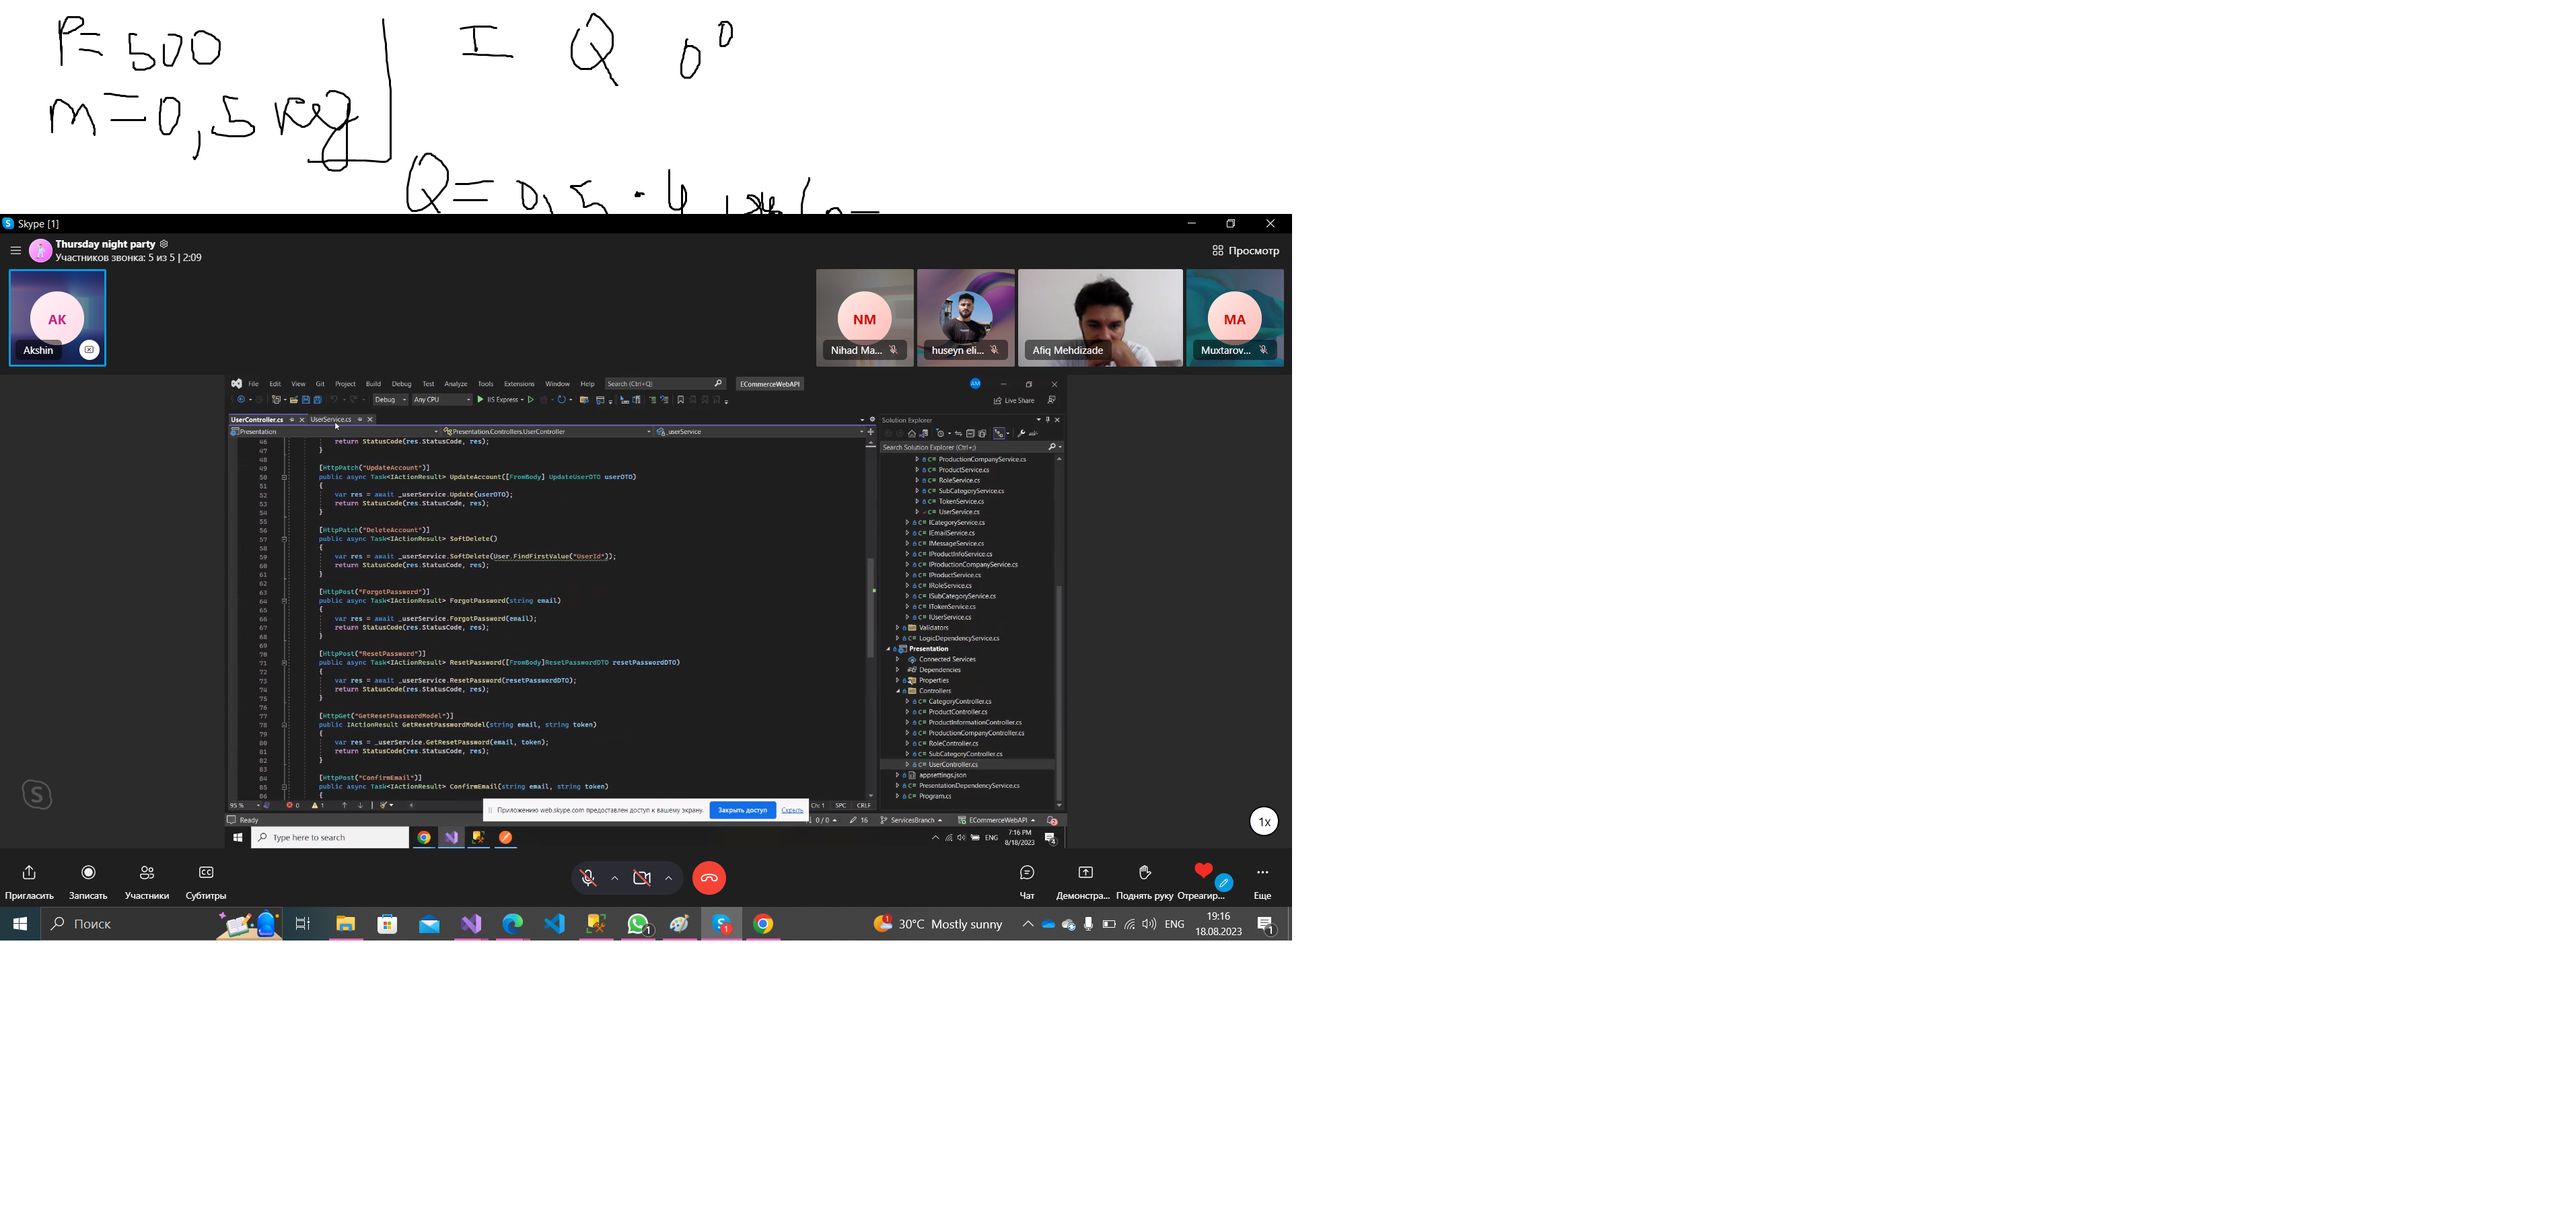 P=500
I Q 0⁰
m=0,5 kg
Q= 0,5 · 4
Skype [1]
Thursday night party
Участников звонка: 5 из 5 | 2:09
Просмотр
AK
Akshin
NM
Nihad Ma...
huseyn eli...
Afiq Mehdizade
MA
Muxtarov...
File Edit View Git Project Build Debug Test Analyze Tools Extensions Window Help Search (Ctrl+Q) ECommerceWebAPI
AM
Debug Any CPU IIS Express
Live Share
UserController.cs UserService.cs
Presentation Presentation.Controllers.UserController _userService
46 return StatusCode(res.StatusCode, res);
47 }
48
49 [HttpPatch("UpdateAccount")]
50 public async Task<IActionResult> UpdateAccount([FromBody] UpdateUserDTO userDTO)
51 {
52 var res = await _userService.Update(userDTO);
53 return StatusCode(res.StatusCode, res);
54 }
55
56 [HttpPatch("DeleteAccount")]
57 public async Task<IActionResult> SoftDelete()
58 {
59 var res = await _userService.SoftDelete(User.FindFirstValue("UserId"));
60 return StatusCode(res.StatusCode, res);
61 }
62
63 [HttpPost("ForgotPassword")]
64 public async Task<IActionResult> ForgotPassword(string email)
65 {
66 var res = await _userService.ForgotPassword(email);
67 return StatusCode(res.StatusCode, res);
68 }
69
70 [HttpPost("ResetPassword")]
71 public async Task<IActionResult> ResetPassword([FromBody]ResetPasswordDTO resetPasswordDTO)
72 {
73 var res = await _userService.ResetPassword(resetPasswordDTO);
74 return StatusCode(res.StatusCode, res);
75 }
76
77 [HttpGet("GetResetPasswordModel")]
78 public IActionResult GetResetPasswordModel(string email, string token)
79 {
80 var res = _userService.GetResetPassword(email, token);
81 return StatusCode(res.StatusCode, res);
82 }
83
84 [HttpPost("ConfirmEmail")]
85 public async Task<IActionResult> ConfirmEmail(string email, string token)
86 {
Solution Explorer
Search Solution Explorer (Ctrl+;)
ProductionCompanyService.cs
ProductService.cs
RoleService.cs
SubCategoryService.cs
TokenService.cs
UserService.cs
ICategoryService.cs
IEmailService.cs
IMessageService.cs
IProductInfoService.cs
IProductionCompanyService.cs
IProductService.cs
IRoleService.cs
ISubCategoryService.cs
ITokenService.cs
IUserService.cs
Validators
LogicDependencyService.cs
Presentation
Connected Services
Dependencies
Properties
Controllers
CategoryController.cs
ProductController.cs
ProductInformationController.cs
ProductionCompanyController.cs
RoleController.cs
SubCategoryController.cs
UserController.cs
appsettings.json
PresentationDependencyService.cs
Program.cs
95 % 0 1
Приложению web.skype.com предоставлен доступ к вашему экрану. Закрыть доступ Скрыть
Ch: 1 SPC CRLF
Ready
0 / 0 16 ServicesBranch ECommerceWebAPI 2
Type here to search
ENG 7:16 PM
8/18/2023
4
1x
Пригласить Записать Участники Субтитры
Чат Демонстра... Поднять руку Отреагир... Еще
Поиск
30°C Mostly sunny
ENG
19:16
18.08.2023